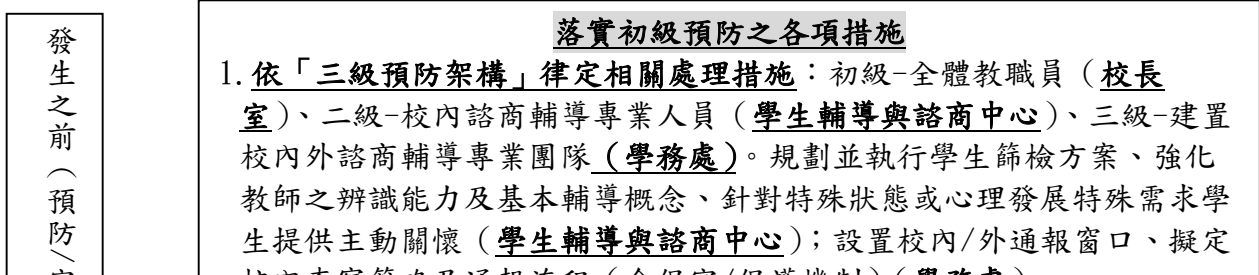 發生之前（預防/
落實初級預防之各項措施
1.依「三級預防架構」律定相關處理措施：初級-全體教職員（校長
室）、二級-校內諮商輔導專業人員（學生輔導與諮商中心）、三級-建置
校內外諮商輔導專業團隊（學務處）。規劃並執行學生篩檢方案、強化
教師之辨識能力及基本輔導概念、針對特殊狀態或心理發展特殊需求學
生提供主動關懷（學生輔導與諮商中心）；設置校內/外通報窗口、擬定